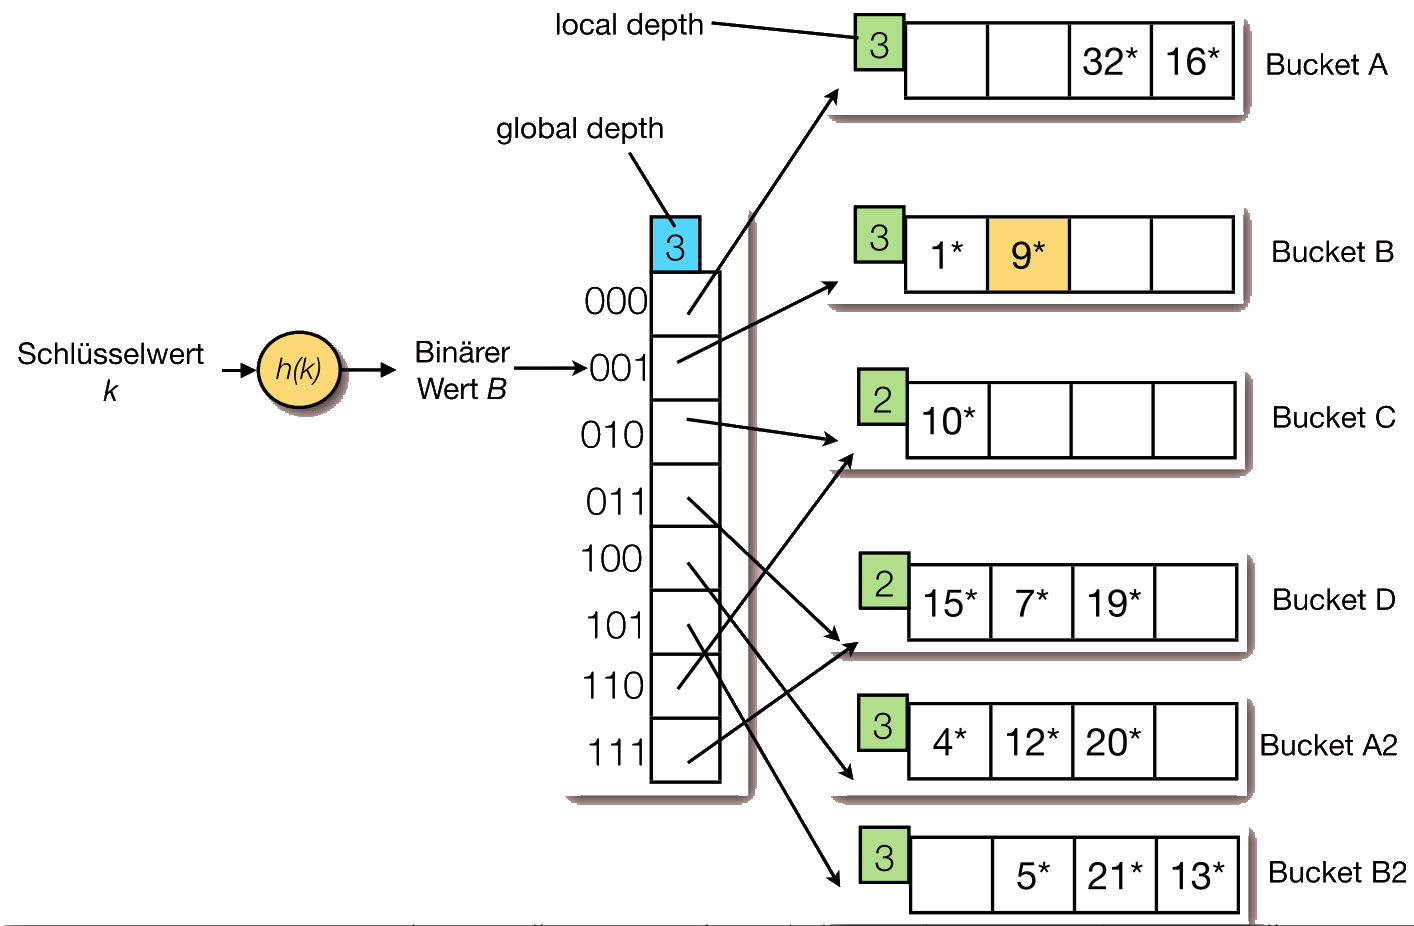 local depth
3
32*
16*
Bucket A
global depth
3
3
1*
9*
Bucket B
000
001
010
011
100
101
110
111
Schlüsselwert
k
h(k)
Binärer
Wert B
2
10*
Bucket C
2
15*
7*
19*
Bucket D
3
4*
12*
20*
Bucket A2
3
5*
21*
13*
Bucket B2